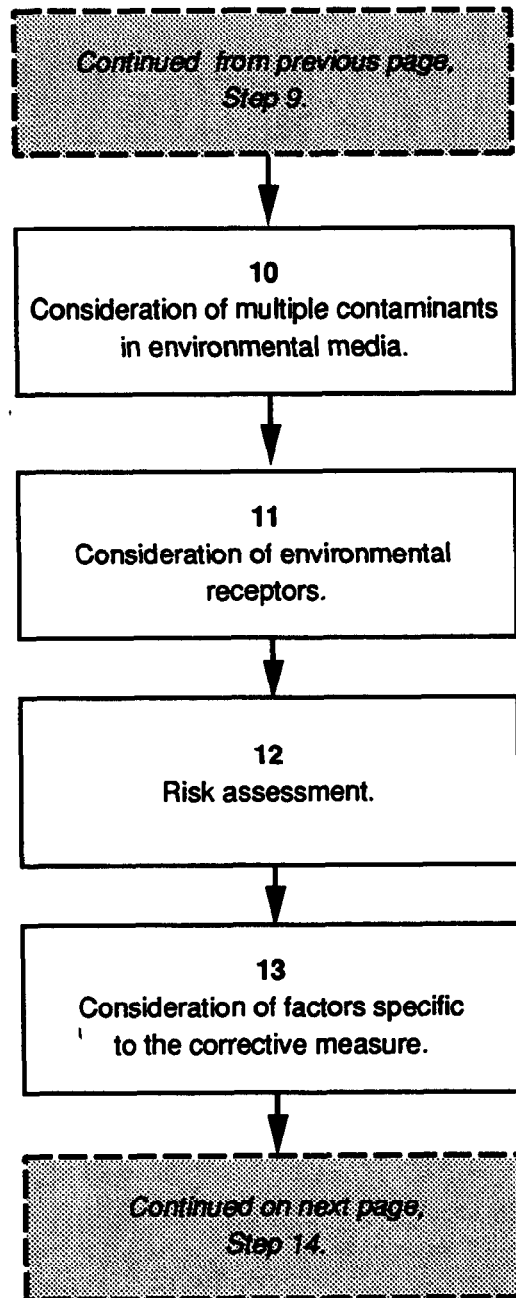 Continued from previous page,
Step 9.
10
Consideration of multiple contaminants
in environmental media.
11
Consideration of environmental
receptors.
12
Risk assessment.
13
Consideration of factors specific
to the corrective measure.
Continued on next page,
Step 14.